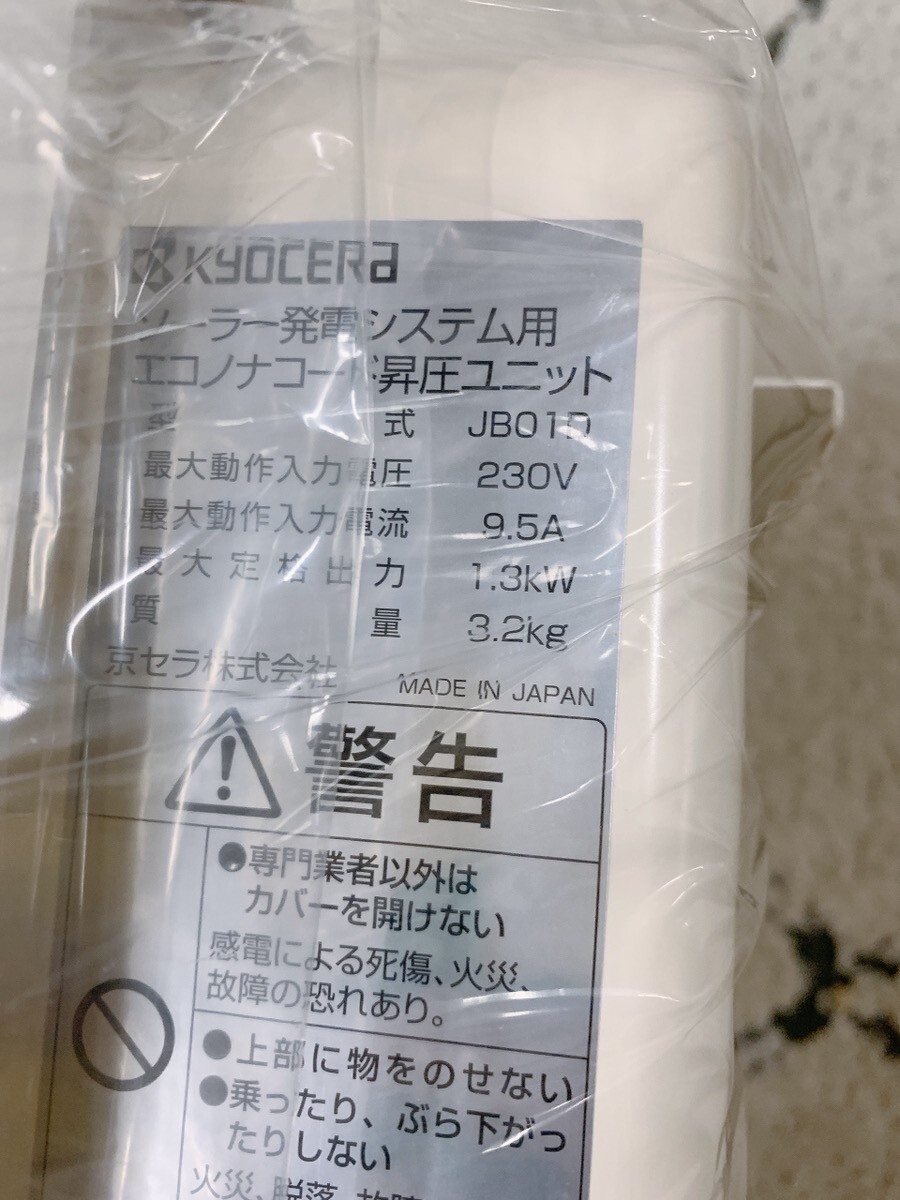 KYOCERA
ソーラー発電システム用
エコノナコード昇圧ユニット
型式 JB01D
最大動作入力電圧 230V
最大動作入力電流 9.5A
最大定格出力 1.3kW
質量 3.2kg
京セラ株式会社 MADE IN JAPAN
警告
●専門業者以外は
カバーを開けない
感電による死傷、火災、
故障の恐れあり。
●上部に物をのせない
●乗ったり、ぶら下がっ
たりしない
火災、脱落、故障